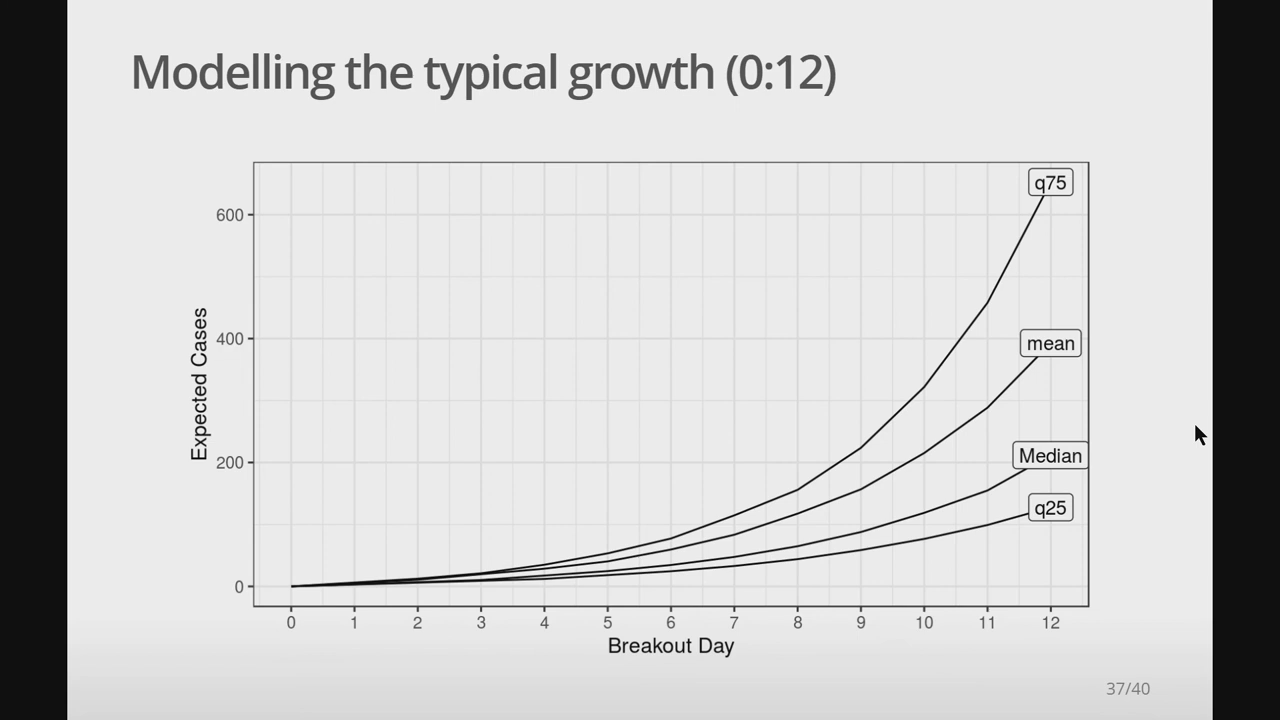 Modelling the typical growth (0:12)
q75
600
mean
400
Expected Cases
Median
200
q25
0
0 1 2 3 4 5 6 7 8 9 10 11 12
Breakout Day
37/40